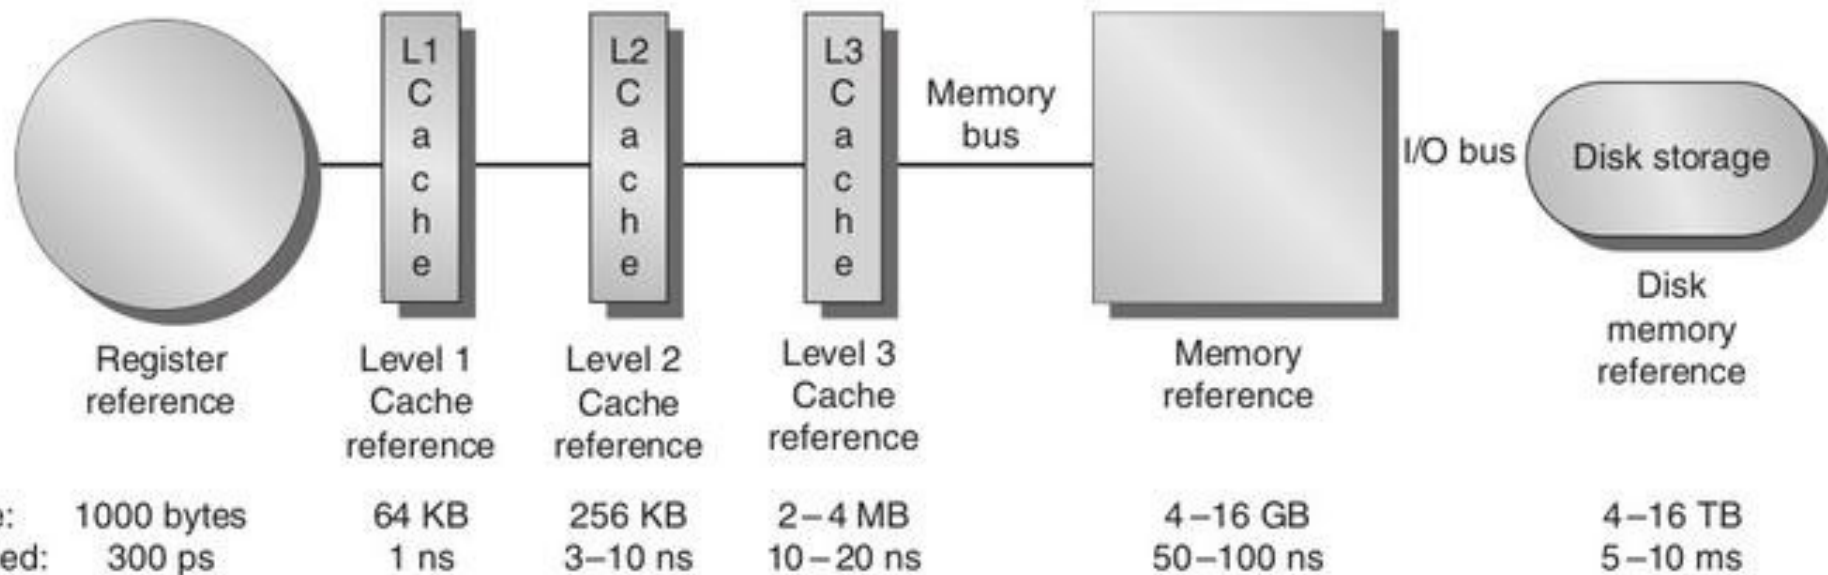 L1
C
a
c
h
e
L2
C
a
c
h
e
L3
C
a
c
h
e
Memory
bus
I/O bus
Disk storage
Register
reference
Level 1
Cache
reference
Level 2
Cache
reference
Level 3
Cache
reference
Memory
reference
Disk
memory
reference
e: 1000 bytes 64 KB 256 KB 2–4 MB 4–16 GB 4–16 TB
ed: 300 ps 1 ns 3–10 ns 10–20 ns 50–100 ns 5–10 ms